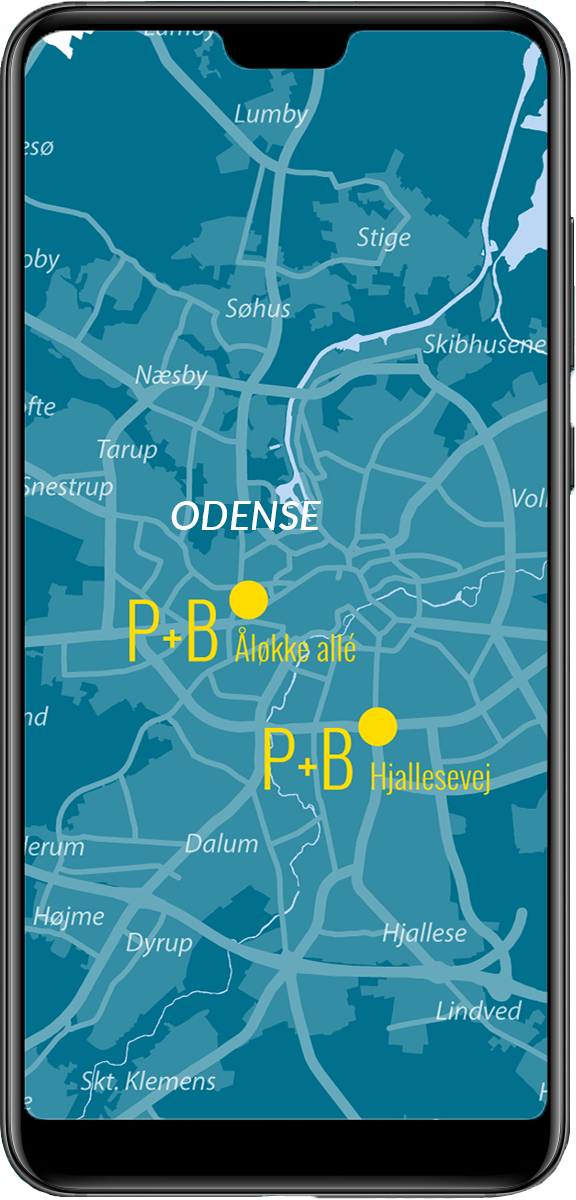 Lumby
Lumby
esø
Stige
oby
Søhus
Skibhusene
Næsby
ofte
Tarup
Snestrup
Voll
ODENSE
P+B Åløkke allé
nd
P+B Hjallesevej
Dalum
lerum
Højme
Hjallese
Dyrup
Lindved
Skt. Klemens
H
e